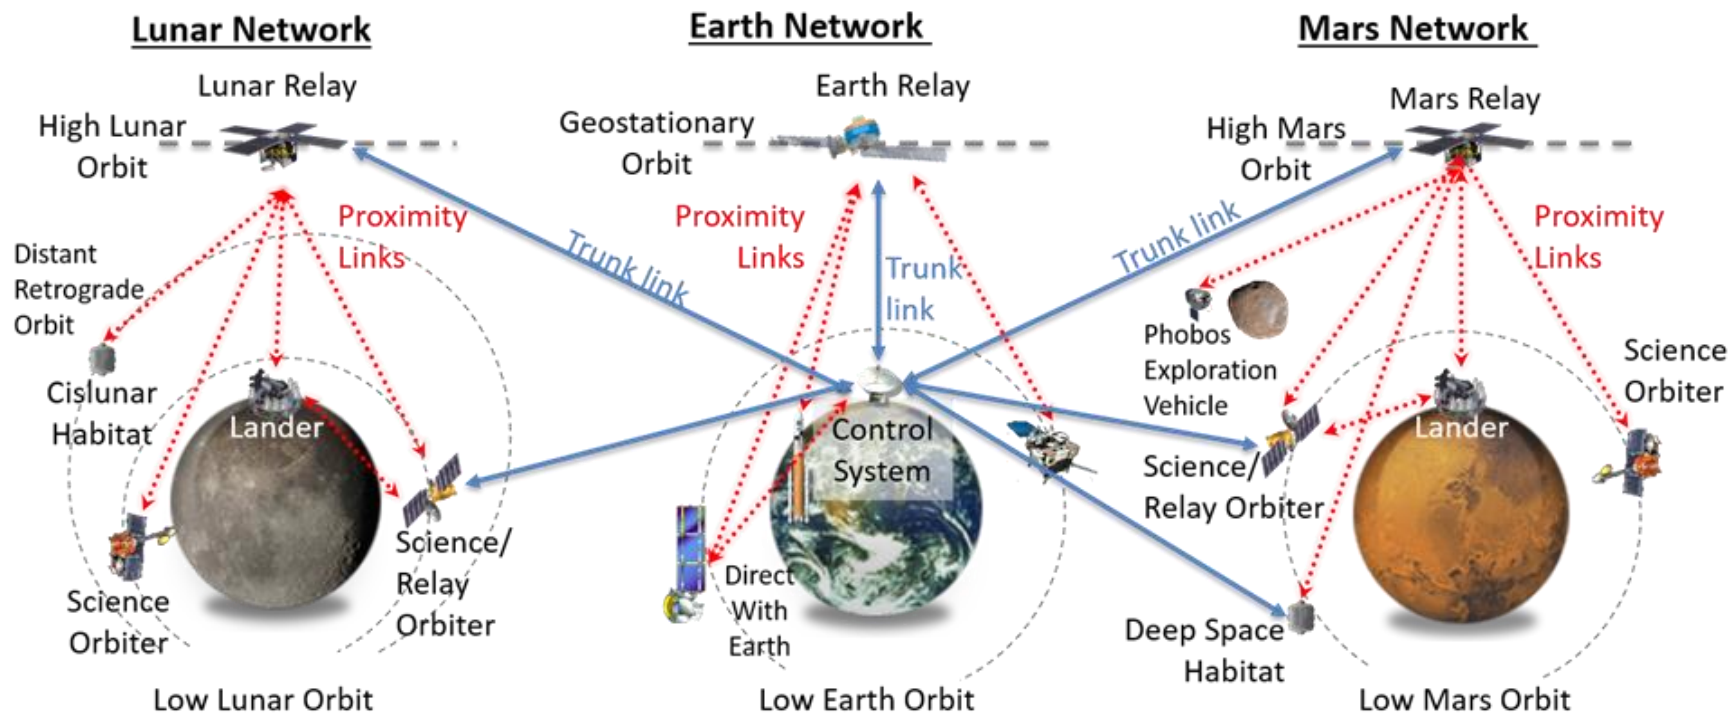 Lunar Network
Lunar Relay
High Lunar
Orbit
Proximity
Links
Trunk link
Distant
Retrograde
Orbit
Cislunar
Habitat
Lander
Science/
Relay
Orbiter
Science
Orbiter
Low Lunar Orbit
Earth Network
Earth Relay
Geostationary
Orbit
Proximity
Links
Trunk
link
Control
System
Direct
With
Earth
Low Earth Orbit
Mars Network
Mars Relay
High Mars
Orbit
Trunk link
Proximity
Links
Phobos
Exploration
Vehicle
Science
Orbiter
Lander
Science/
Relay Orbiter
Deep Space
Habitat
Low Mars Orbit